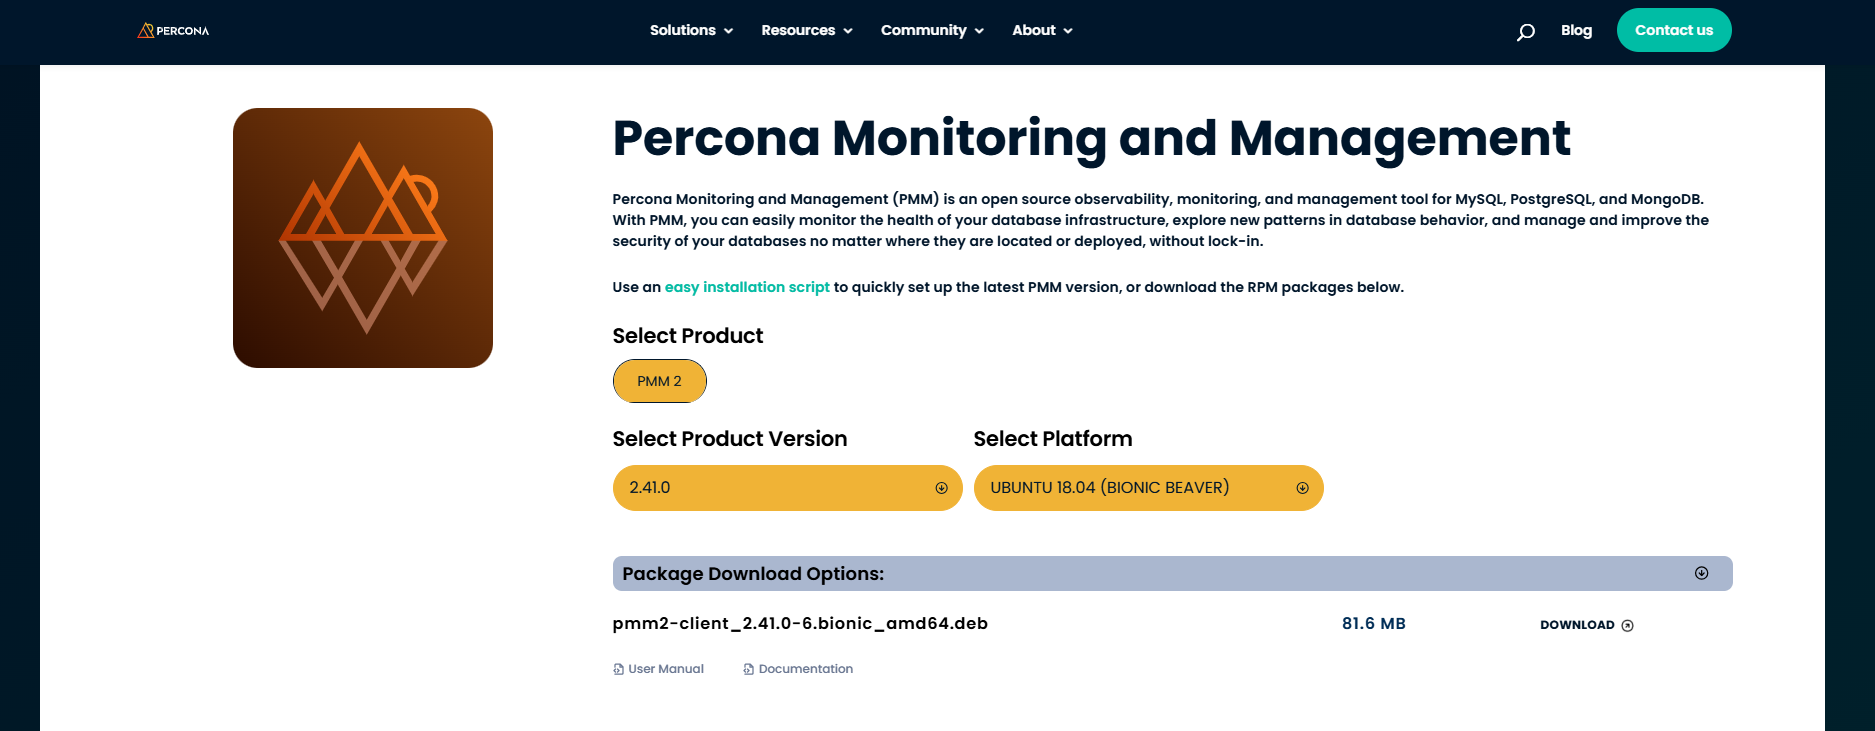 PERCONA
Solutions
Resources
Community
About
Blog
Contact us
Percona Monitoring and Management
Percona Monitoring and Management (PMM) is an open source observability, monitoring, and management tool for MySQL, PostgreSQL, and MongoDB.
With PMM, you can easily monitor the health of your database infrastructure, explore new patterns in database behavior, and manage and improve the
security of your databases no matter where they are located or deployed, without lock-in.
Use an easy installation script to quickly set up the latest PMM version, or download the RPM packages below.
Select Product
PMM 2
Select Product Version
Select Platform
2.41.0
UBUNTU 18.04 (BIONIC BEAVER)
Package Download Options:
pmm2-client_2.41.0-6.bionic_amd64.deb
81.6 MB
DOWNLOAD
User Manual
Documentation